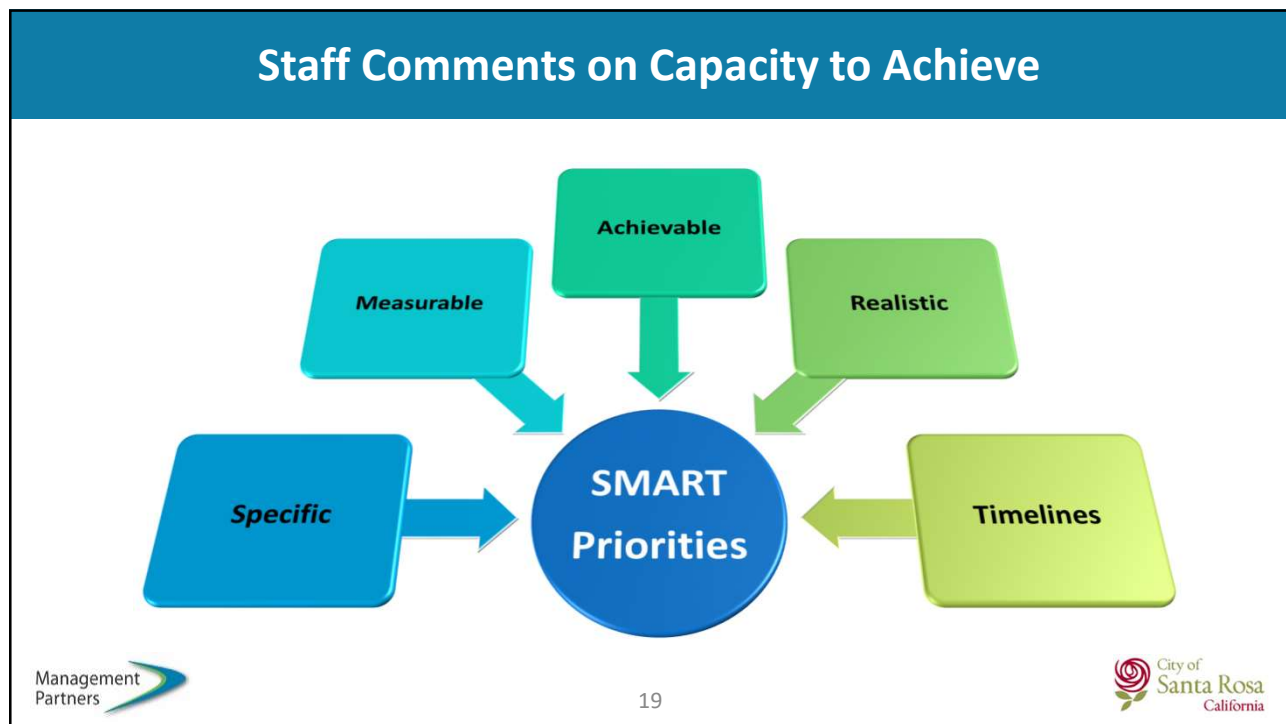 Staff Comments on Capacity to Achieve
Achievable
Measurable
Realistic
Specific
SMART
Priorities
Timelines
Management
Partners
19
City of
Santa Rosa
California